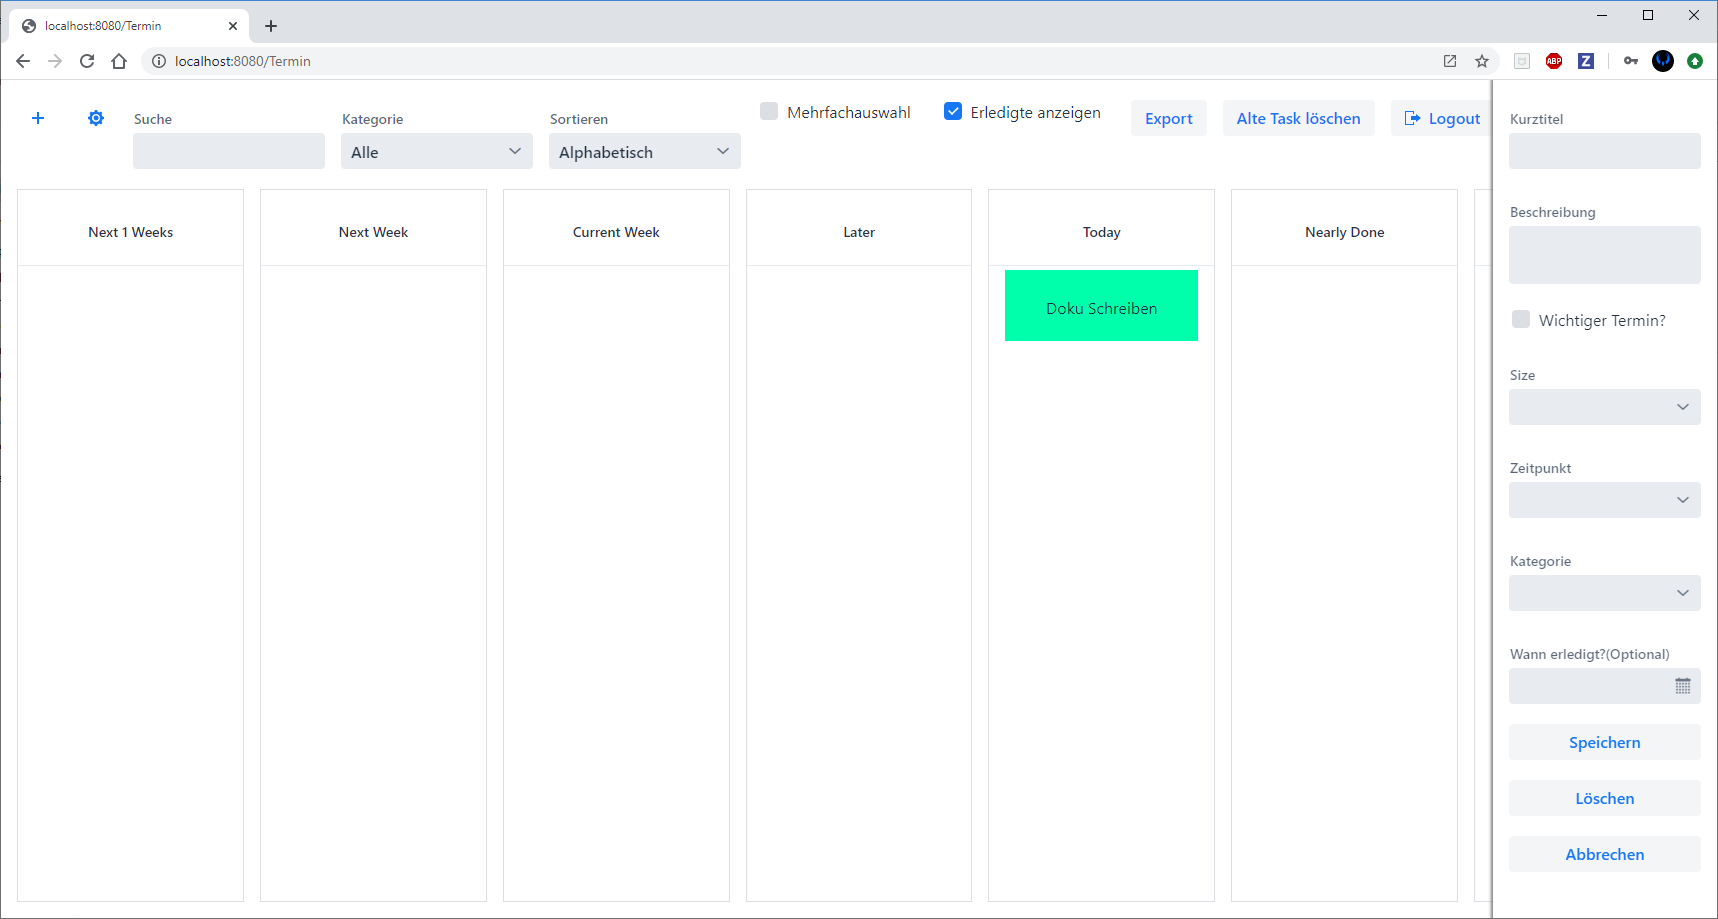 localhost:8080/Termin
localhost:8080/Termin
ABP
Z
Suche
Kategorie
Alle
Sortieren
Alphabetisch
Mehrfachauswahl
Erledigte anzeigen
Export
Alte Task löschen
Logout
Next 1 Weeks
Next Week
Current Week
Later
Today
Nearly Done
Doku Schreiben
Kurztitel
Beschreibung
Wichtiger Termin?
Size
Zeitpunkt
Kategorie
Wann erledigt?(Optional)
Speichern
Löschen
Abbrechen